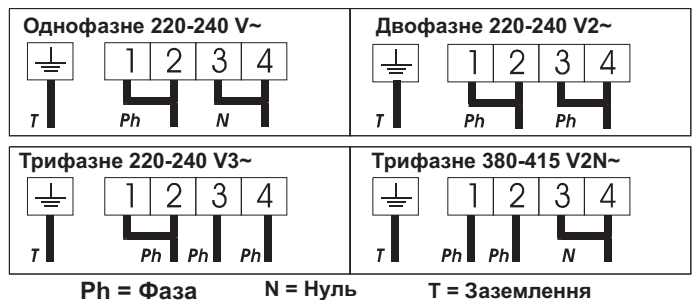 Однофазне 220-240 V~
1 2 3 4
T Ph N
Двофазне 220-240 V2~
1 2 3 4
T Ph Ph
Трифазне 220-240 V3~
1 2 3 4
T Ph Ph Ph
Трифазне 380-415 V2N~
1 2 3 4
T Ph Ph N
Ph = Фаза N = Нуль T = Заземлення